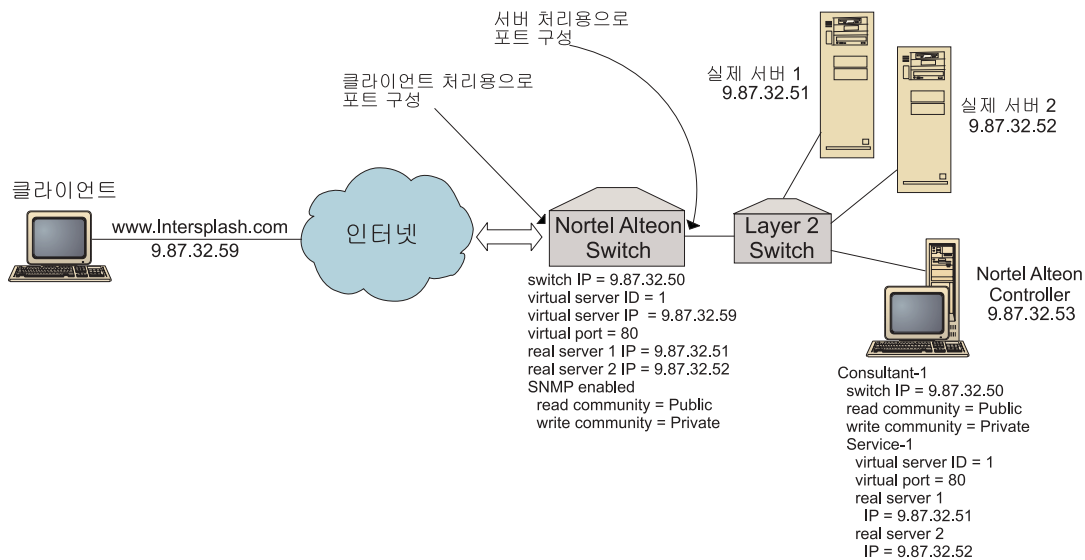 서버 처리용으로
포트 구성
클라이언트 처리용으로
포트 구성
실제 서버 1
9.87.32.51
실제 서버 2
9.87.32.52
클라이언트
www.Intersplash.com
9.87.32.59
인터넷
Nortel Alteon
Switch
Layer 2
Switch
Nortel Alteon
Controller
9.87.32.53
switch IP = 9.87.32.50
virtual server ID = 1
virtual server IP = 9.87.32.59
virtual port = 80
real server 1 IP = 9.87.32.51
real server 2 IP = 9.87.32.52
SNMP enabled
read community = Public
write community = Private
Consultant-1
switch IP = 9.87.32.50
read community = Public
write community = Private
Service-1
virtual server ID = 1
virtual port = 80
real server 1
IP = 9.87.32.51
real server 2
IP = 9.87.32.52